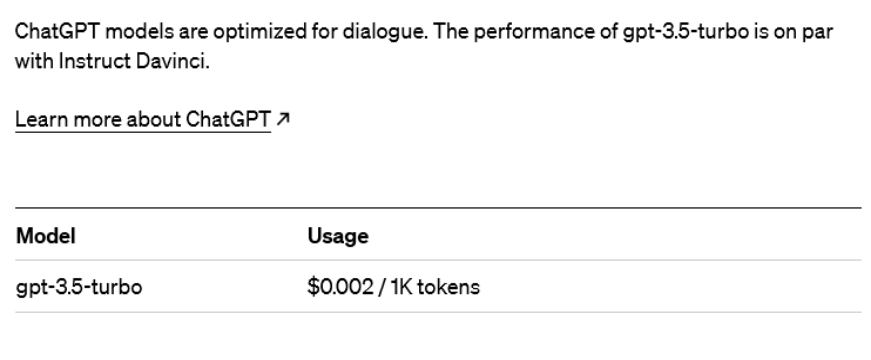 ChatGPT models are optimized for dialogue. The performance of gpt-3.5-turbo is on par
with Instruct Davinci.
Learn more about ChatGPT ↗
Model Usage
gpt-3.5-turbo $0.002 / 1K tokens